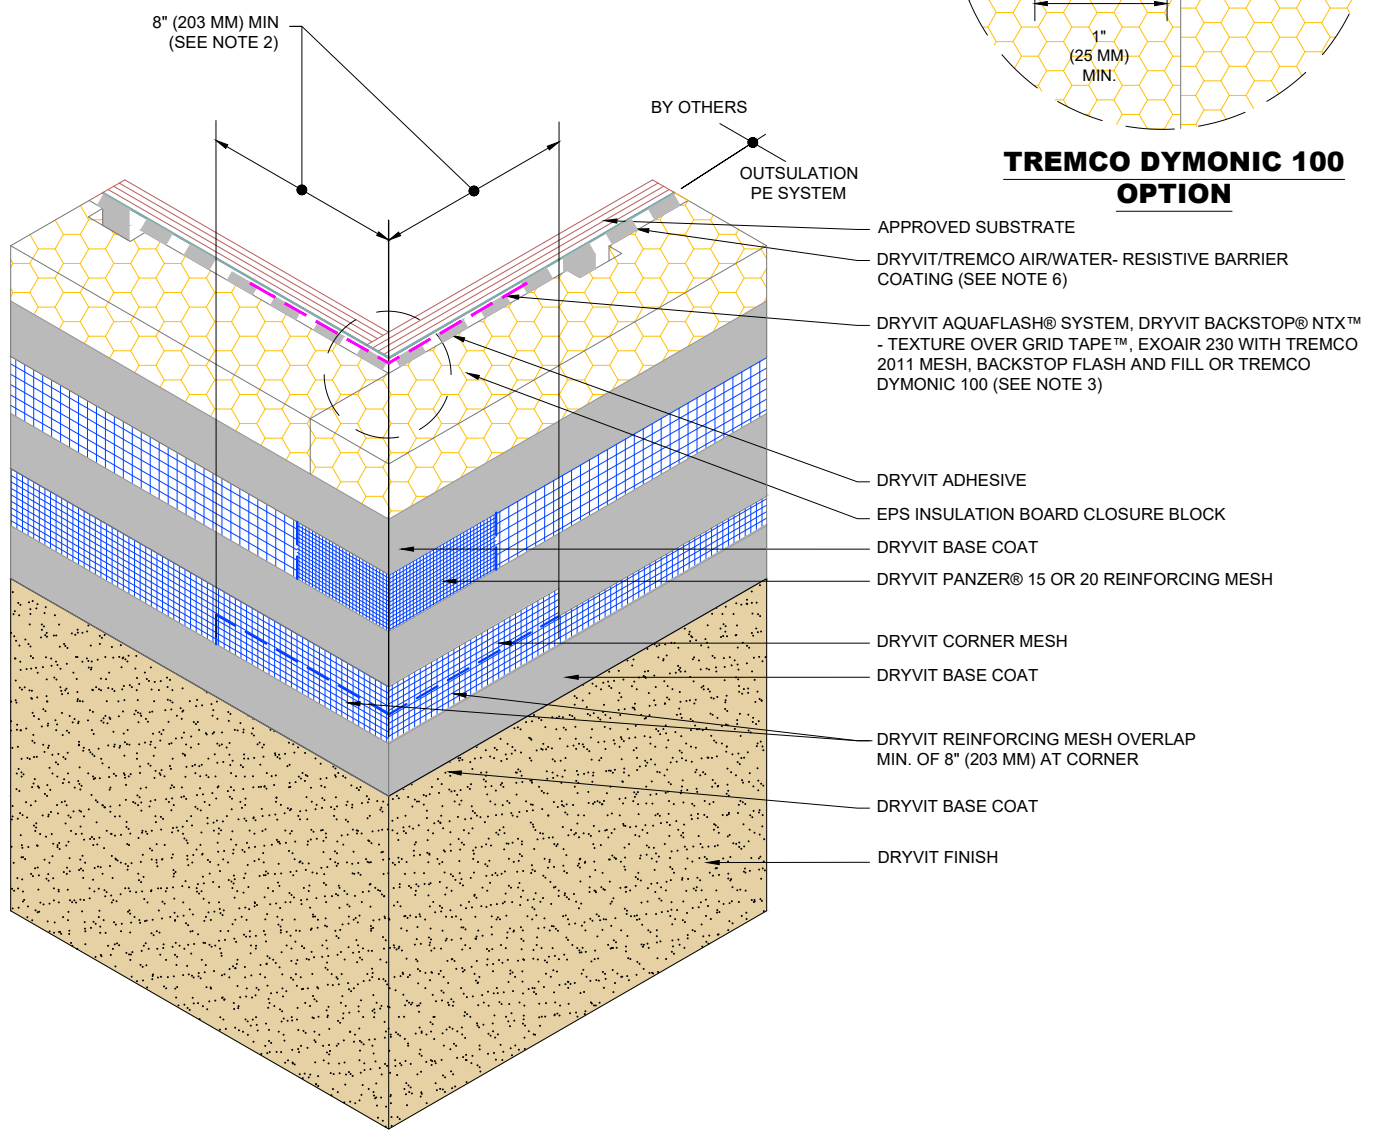 8" (203 MM) MIN
(SEE NOTE 2)
1"
(25 MM)
MIN.
BY OTHERS
OUTSULATION
PE SYSTEM
TREMCO DYMONIC 100
OPTION
APPROVED SUBSTRATE
DRYVIT/TREMCO AIR/WATER- RESISTIVE BARRIER
COATING (SEE NOTE 6)
DRYVIT AQUAFLASH® SYSTEM, DRYVIT BACKSTOP® NTX™
- TEXTURE OVER GRID TAPE™, EXOAIR 230 WITH TREMCO
2011 MESH, BACKSTOP FLASH AND FILL OR TREMCO
DYMONIC 100 (SEE NOTE 3)
DRYVIT ADHESIVE
EPS INSULATION BOARD CLOSURE BLOCK
DRYVIT BASE COAT
DRYVIT PANZER® 15 OR 20 REINFORCING MESH
DRYVIT CORNER MESH
DRYVIT BASE COAT
DRYVIT REINFORCING MESH OVERLAP
MIN. OF 8" (203 MM) AT CORNER
DRYVIT BASE COAT
DRYVIT FINISH